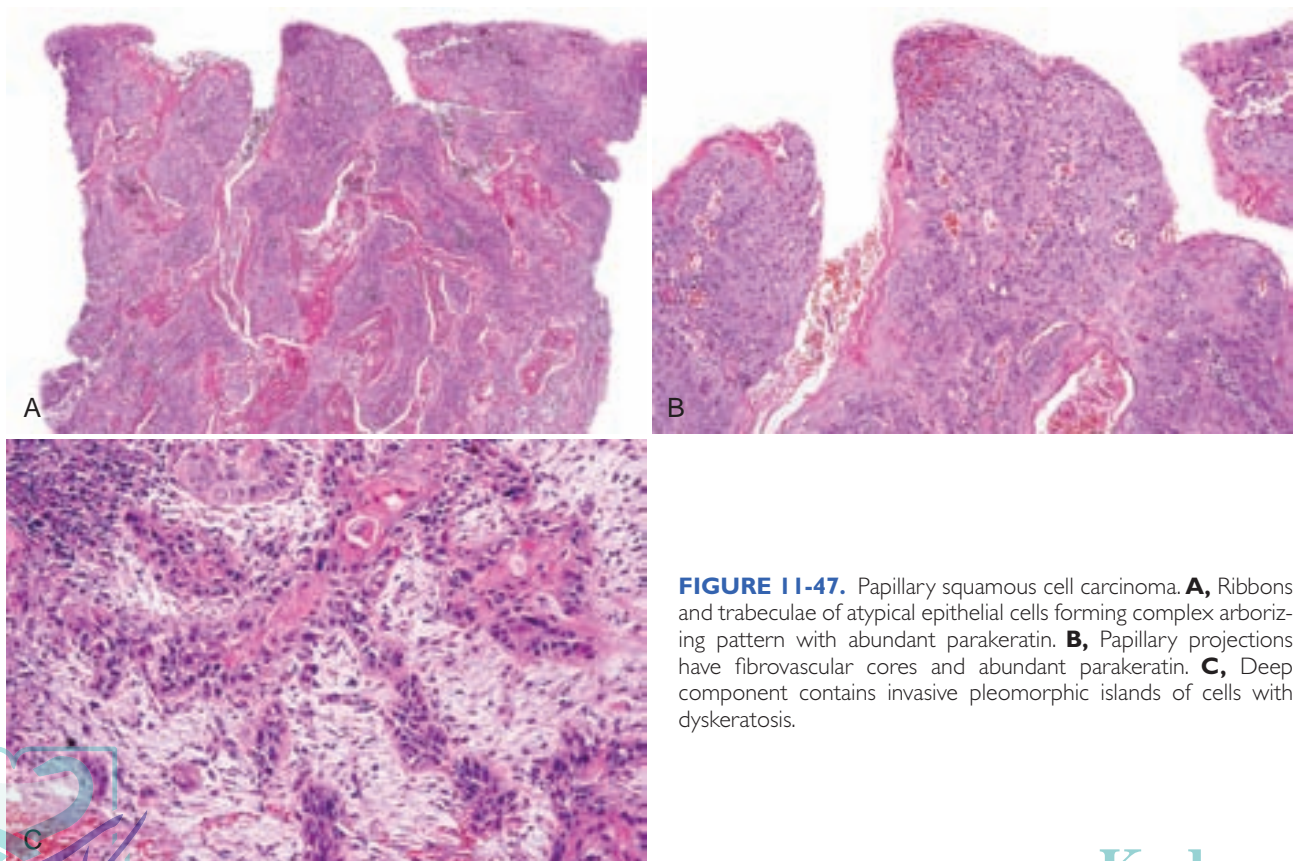 A
B
C
FIGURE 11-47. Papillary squamous cell carcinoma. A, Ribbons
and trabeculae of atypical epithelial cells forming complex arboriz-
ing pattern with abundant parakeratin. B, Papillary projections
have fibrovascular cores and abundant parakeratin. C, Deep
component contains invasive pleomorphic islands of cells with
dyskeratosis.